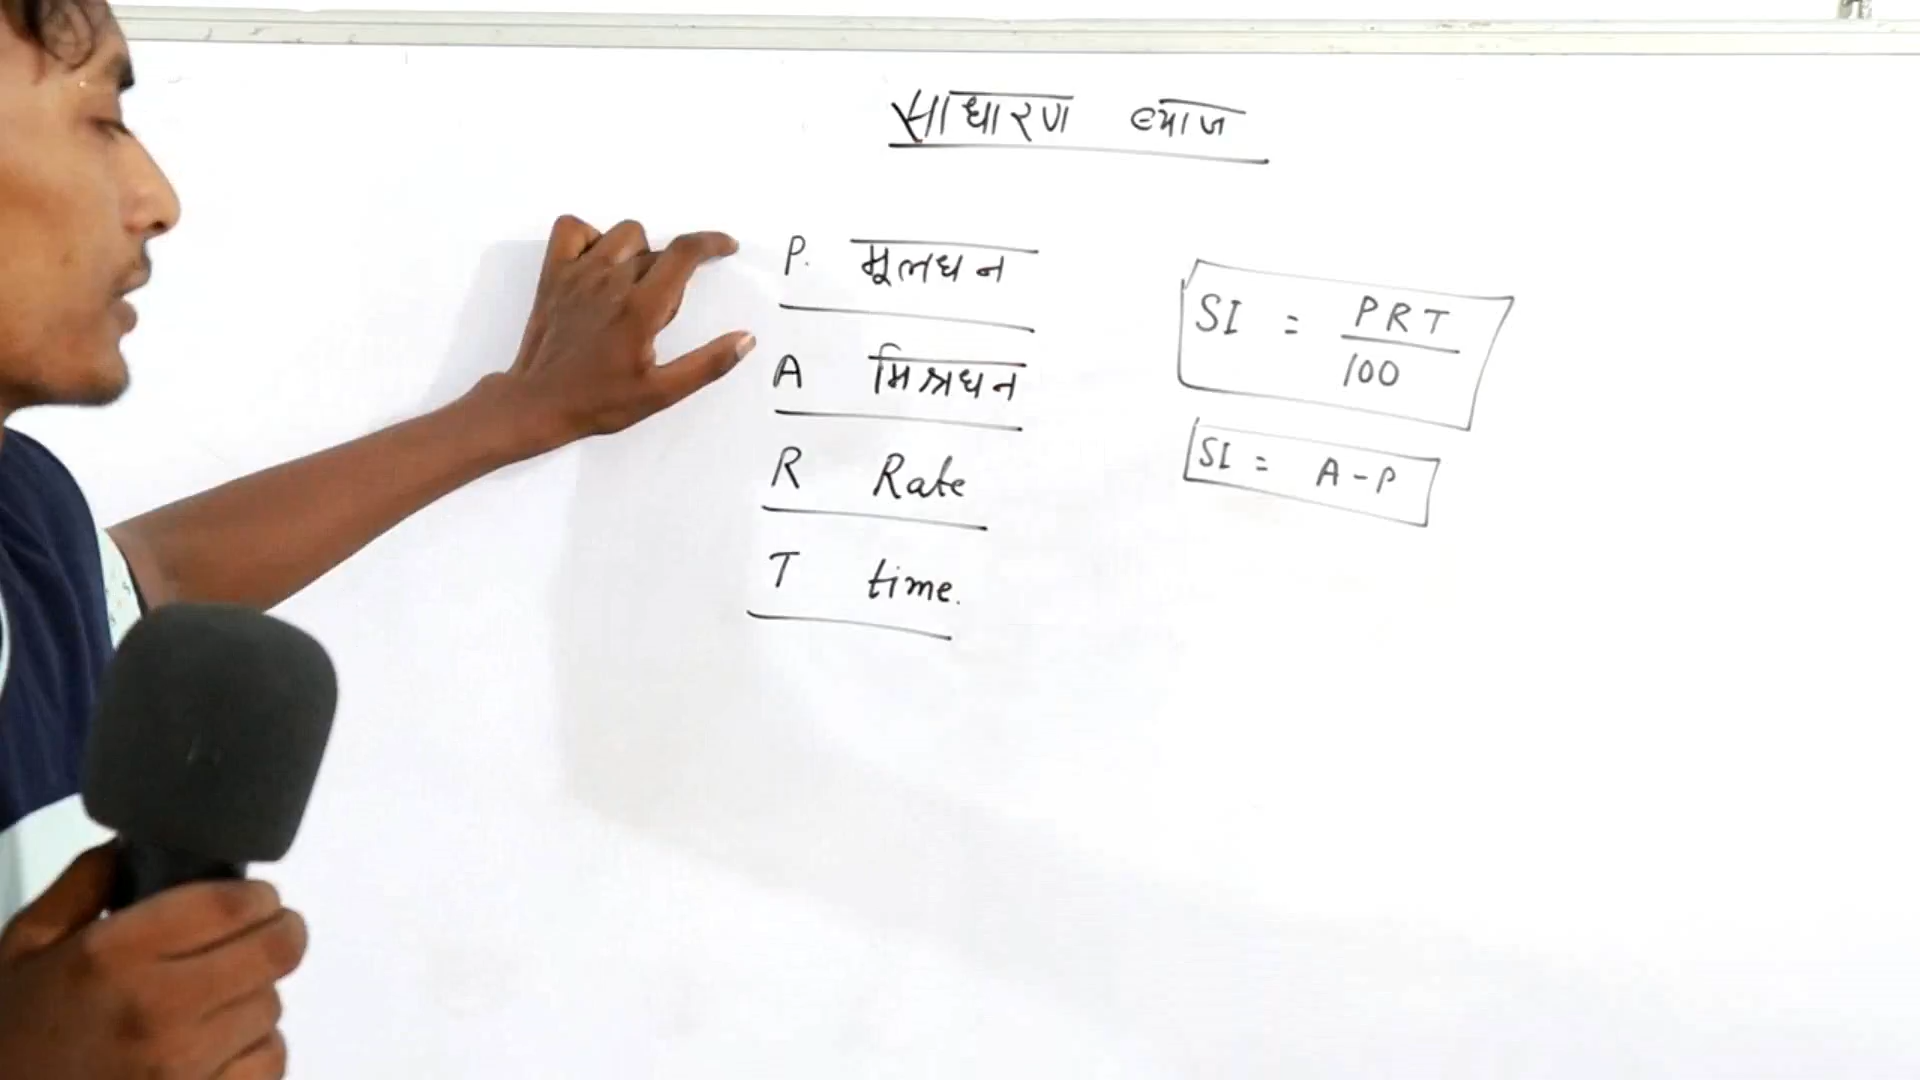 साधारण ब्याज
P. मूलधन
A मिश्रधन
R Rate
T time.
SI = PRT
100
SI = A-P